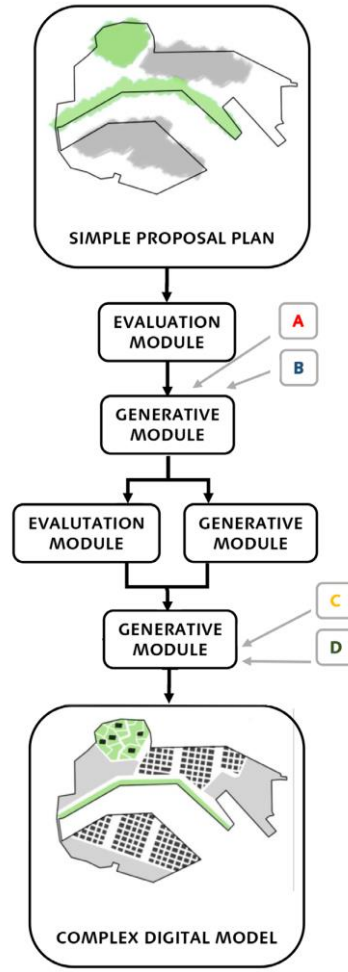 SIMPLE PROPOSAL PLAN
EVALUATION
MODULE
A
B
GENERATIVE
MODULE
EVALUTATION
MODULE
GENERATIVE
MODULE
GENERATIVE
MODULE
C
D
COMPLEX DIGITAL MODEL